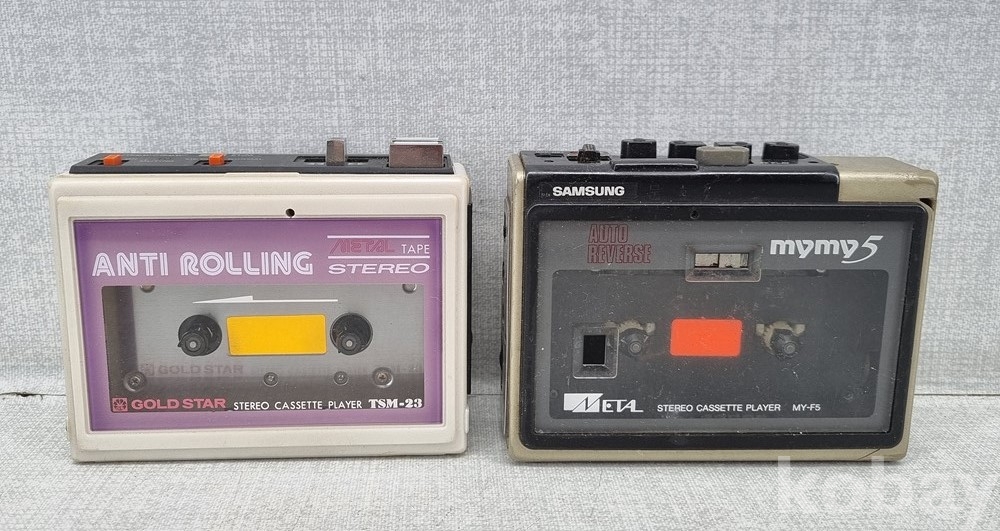 METAL TAPE
ANTI ROLLING STEREO
GOLD STAR
GOLD STAR STEREO CASSETTE PLAYER TSM-23
SAMSUNG
AUTO
REVERSE
mymy5
METAL STEREO CASSETTE PLAYER MY-F5
kobay